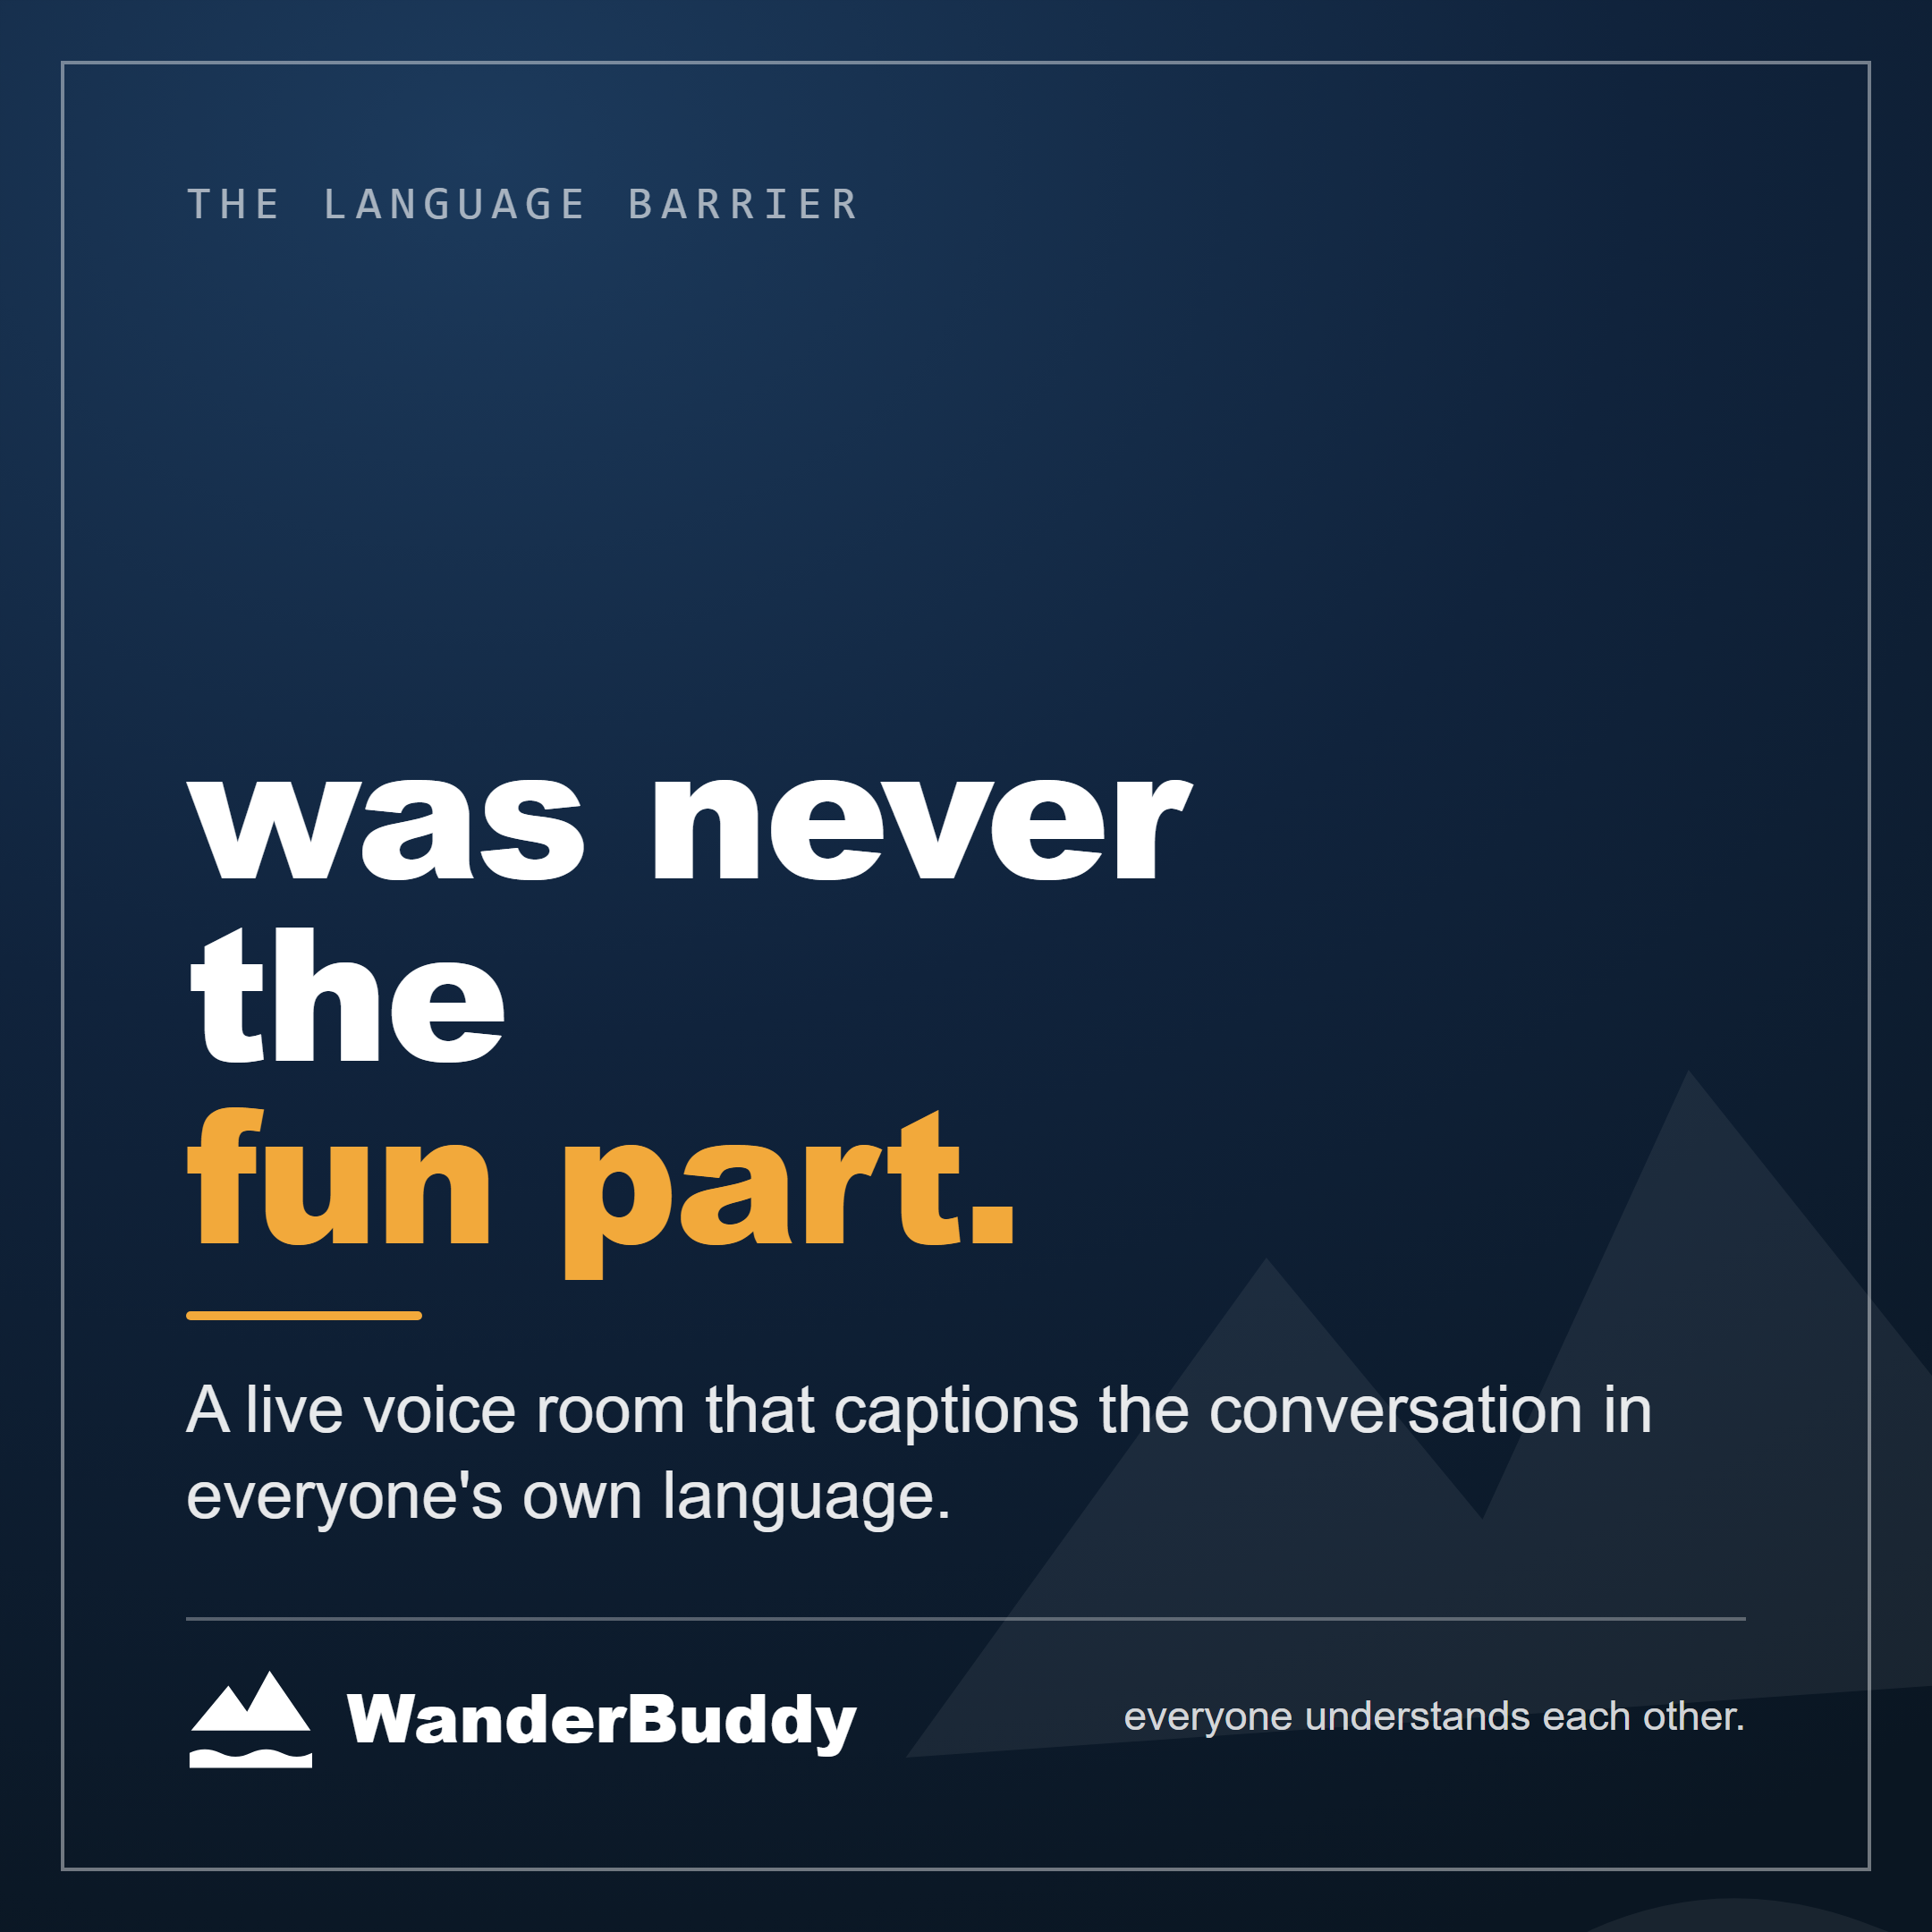 THE LANGUAGE BARRIER
was never
the
fun part.
A live voice room that captions the conversation in
everyone's own language.
WanderBuddy
everyone understands each other.